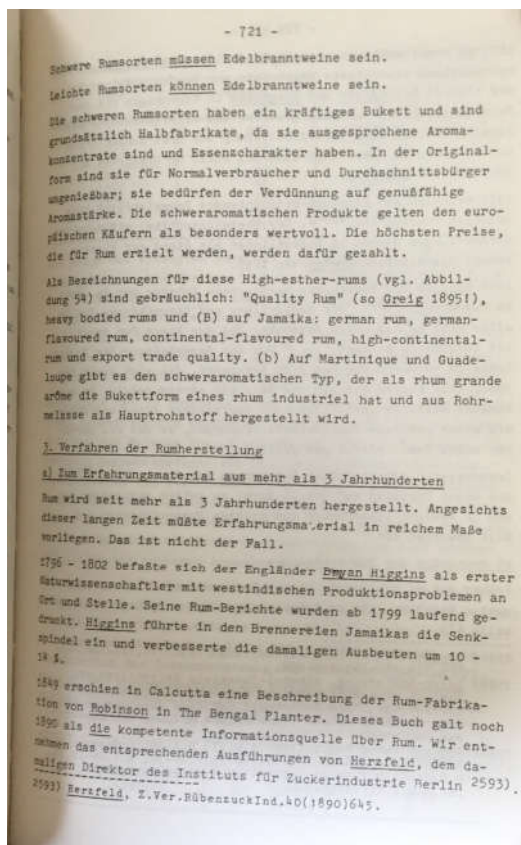 - 721 -
Schwere Rumsorten müssen Edelbranntweine sein.
Leichte Rumsorten können Edelbranntweine sein.
Die schweren Rumsorten haben ein kräftiges Bukett und sind
grundsätzlich Halbfabrikate, da sie ausgesprochene Aroma-
konzentrate sind und Essenzcharakter haben. In der Original-
form sind sie für Normalverbraucher und Durchschnittsbürger
ungenießbar; sie bedürfen der Verdünnung auf genußfähige
Aromastärke. Die schweraromatischen Produkte gelten den euro-
päischen Käufern als besonders wertvoll. Die höchsten Preise,
die für Rum erzielt werden, werden dafür gezahlt.
Als Bezeichnungen für diese High-esther-rums (vgl. Abbil-
dung 54) sind gebräuchlich: "Quality Rum" (so Greig 1895!),
heavy bodied rums und (B) auf Jamaika: german rum, german-
flavoured rum, continental-flavoured rum, high-continental-
rum und export trade quality. (b) Auf Martinique und Guade-
loupe gibt es den schweraromatischen Typ, der als rhum grande
arôme die Bukettform eines rhum industriel hat und aus Rohr-
melasse als Hauptrohstoff hergestellt wird.
3. Verfahren der Rumherstellung
a) Zum Erfahrungsmaterial aus mehr als 3 Jahrhunderten
Rum wird seit mehr als 3 Jahrhunderten hergestellt. Angesichts
dieser langen Zeit müßte Erfahrungsmaterial in reichem Maße
vorliegen. Das ist nicht der Fall.
1796 - 1802 befaßte sich der Engländer Bryan Higgins als erster
Naturwissenschaftler mit westindischen Produktionsproblemen an
Ort und Stelle. Seine Rum-Berichte wurden ab 1799 laufend ge-
druckt. Higgins führte in den Brennereien Jamaikas die Senk-
spindel ein und verbesserte die damaligen Ausbeuten um 10 -
14 %.
1849 erschien in Calcutta eine Beschreibung der Rum-Fabrika-
tion von Robinson in The Bengal Planter. Dieses Buch galt noch
1890 als die kompetente Informationsquelle über Rum. Wir ent-
nehmen das entsprechenden Ausführungen von Herzfeld, dem da-
maligen Direktor des Instituts für Zuckerindustrie Berlin 2593).
2593) Herzfeld, Z.Ver.RübenzuckInd.40(1890)645.